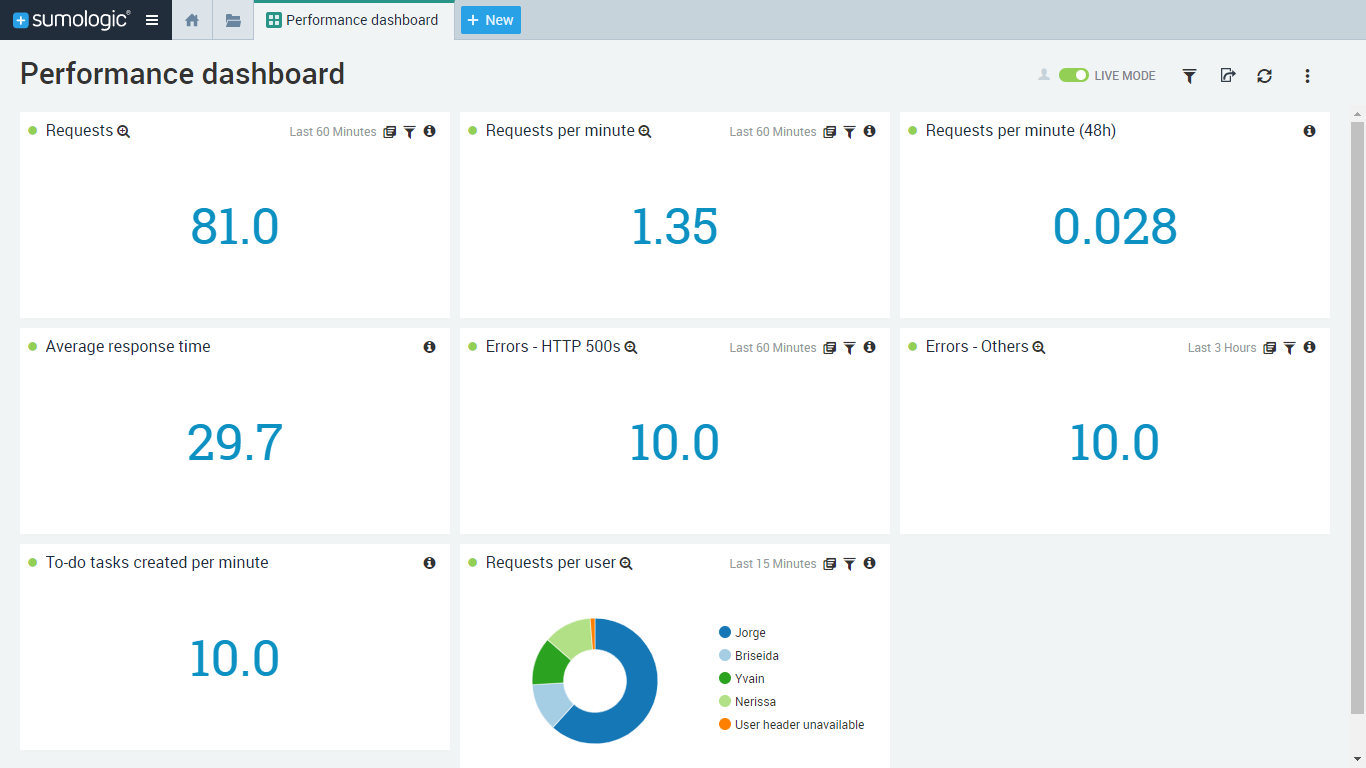 sumologic
Performance dashboard
New
Performance dashboard
LIVE MODE
Requests
Last 60 Minutes
81.0
Requests per minute
Last 60 Minutes
1.35
Requests per minute (48h)
0.028
Average response time
29.7
Errors - HTTP 500s
Last 60 Minutes
10.0
Errors - Others
Last 3 Hours
10.0
To-do tasks created per minute
10.0
Requests per user
Last 15 Minutes
Jorge
Briseida
Yvain
Nerissa
User header unavailable